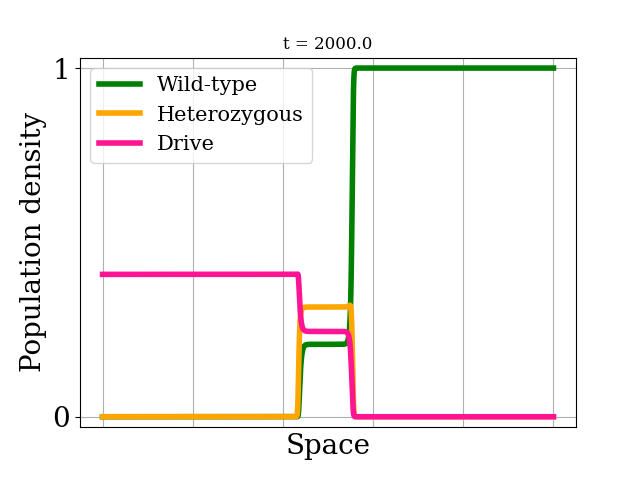 t = 2000.0
1
Wild-type
Heterozygous
Drive
Population density
0
Space